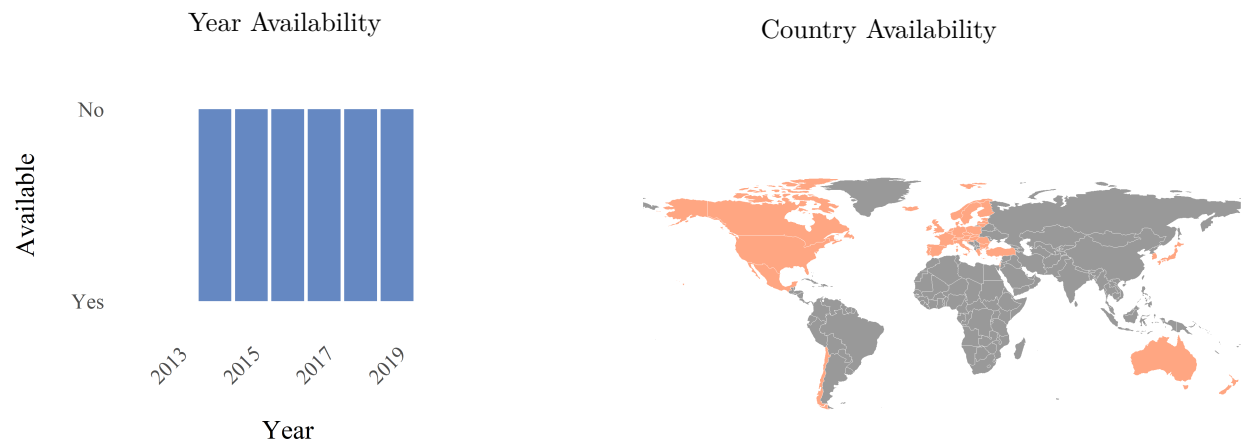 Year Availability
No
Available
Yes
2013
2015
2017
2019
Year
Country Availability